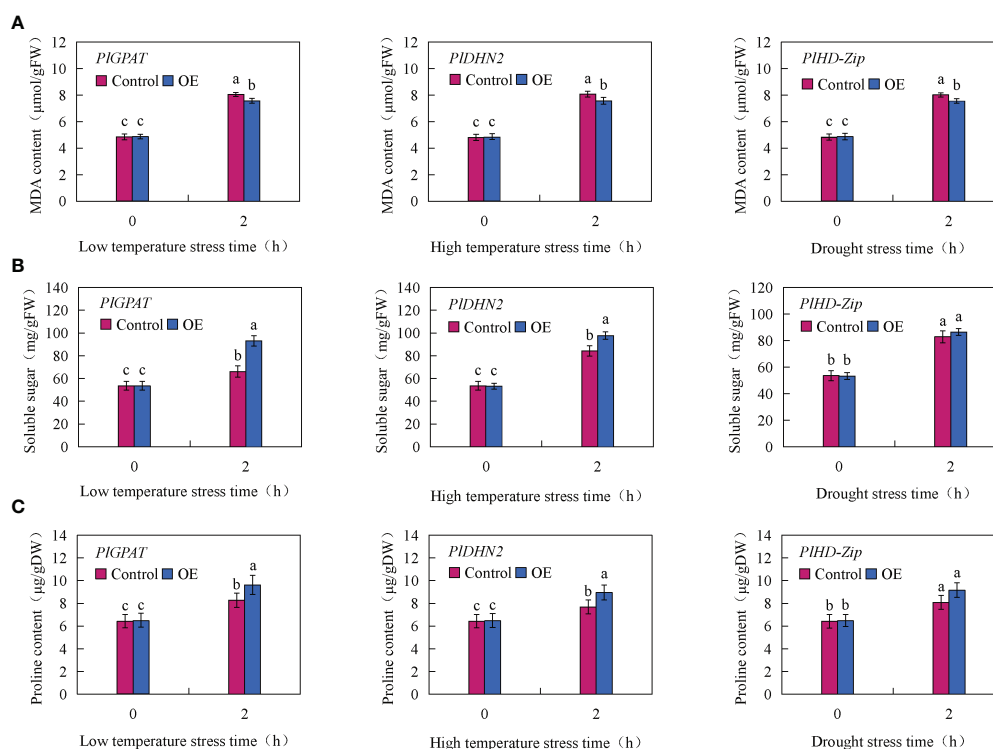 A
PlGPAT
Control OE
MDA content（μmol/gFW）
12
10
8
6
4
2
0
c c
a b
0 2
Low temperature stress time（h）
PlDHN2
Control OE
MDA content（μmol/gFW）
12
10
8
6
4
2
0
c c
a b
0 2
High temperature stress time（h）
PlHD-Zip
Control OE
MDA content（μmol/gFW）
12
10
8
6
4
2
0
c c
a b
0 2
Drought stress time（h）
B
PlGPAT
Control OE
Soluble sugar（mg/gFW）
140
120
100
80
60
40
20
0
c c
b a
0 2
Low temperature stress time（h）
PlDHN2
Control OE
Soluble sugar（mg/gFW）
140
120
100
80
60
40
20
0
c c
b a
0 2
High temperature stress time（h）
PlHD-Zip
Control OE
Soluble sugar（mg/gFW）
120
100
80
60
40
20
0
b b
a a
0 2
Drought stress time（h）
C
PlGPAT
Control OE
Proline content（μg/gDW）
14
12
10
8
6
4
2
0
c c
b a
0 2
Low temperature stress time（h）
PlDHN2
Control OE
Proline content（μg/gDW）
14
12
10
8
6
4
2
0
c c
b a
0 2
High temperature stress time（h）
PlHD-Zip
Control OE
Proline content（μg/gDW）
14
12
10
8
6
4
2
0
b b
a a
0 2
Drought stress time（h）